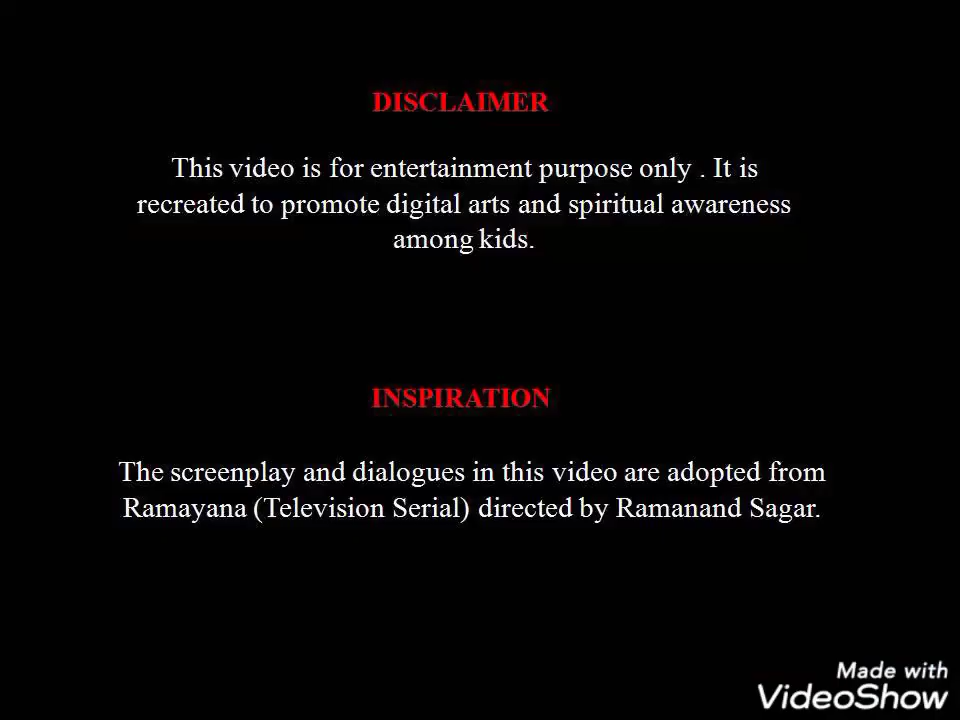 DISCLAIMER
This video is for entertainment purpose only . It is
recreated to promote digital arts and spiritual awareness
among kids.
INSPIRATION
The screenplay and dialogues in this video are adopted from
Ramayana (Television Serial) directed by Ramanand Sagar.
Made with
VideoShow